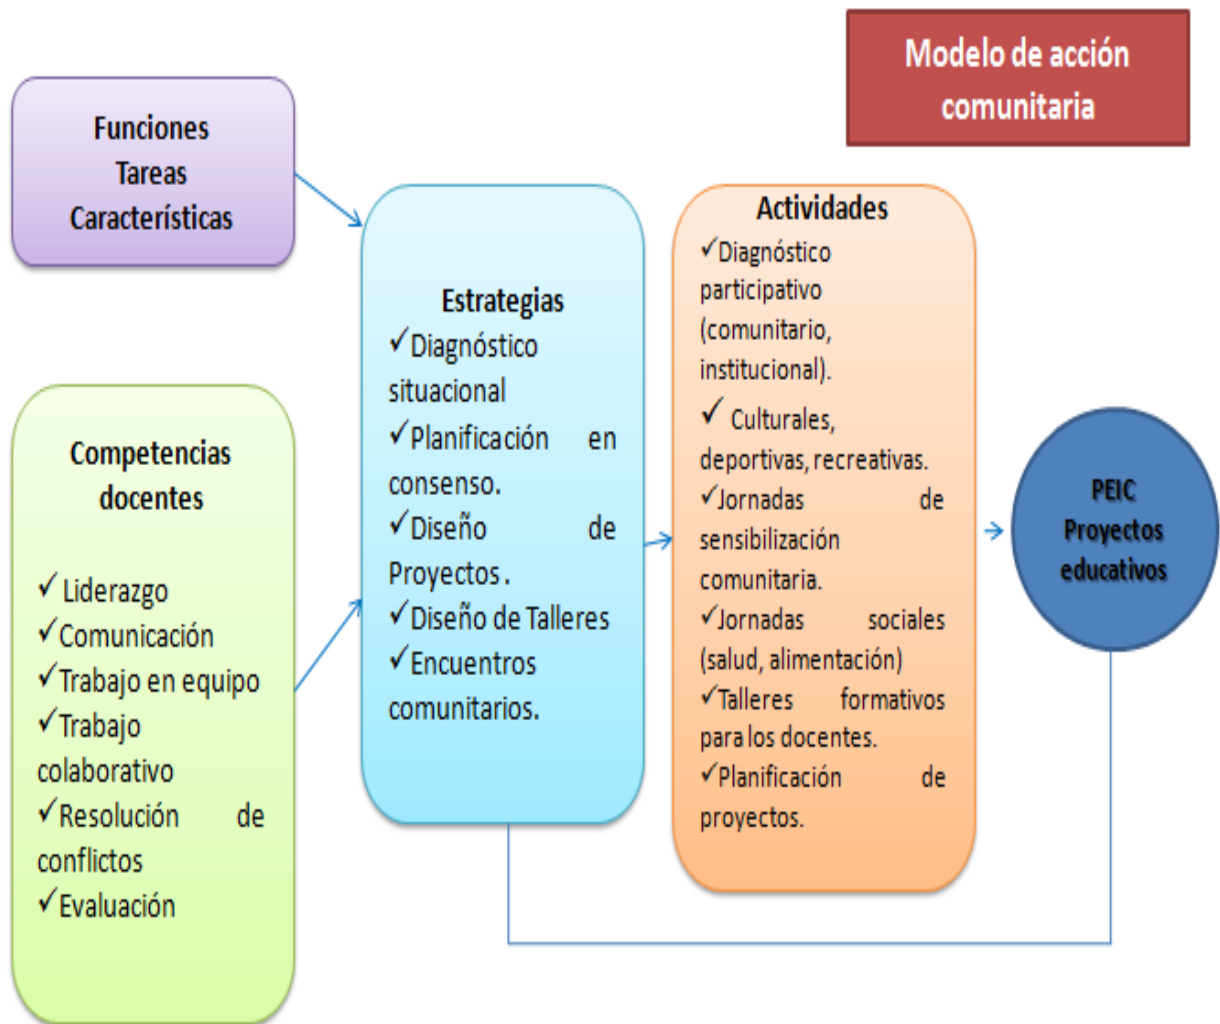 Modelo de acción
comunitaria
Funciones
Tareas
Características
Competencias
docentes
✓Liderazgo
✓Comunicación
✓Trabajo en equipo
✓Trabajo
colaborativo
✓Resolución de
conflictos
✓Evaluación
Estrategias
✓Diagnóstico
situacional
✓Planificación en
consenso.
✓Diseño de
Proyectos.
✓Diseño de Talleres
✓Encuentros
comunitarios.
Actividades
✓Diagnóstico
participativo
(comunitario,
institucional).
✓ Culturales,
deportivas, recreativas.
✓Jornadas de
sensibilización
comunitaria.
✓Jornadas sociales
(salud, alimentación)
✓Talleres formativos
para los docentes.
✓Planificación de
proyectos.
PEIC
Proyectos
educativos